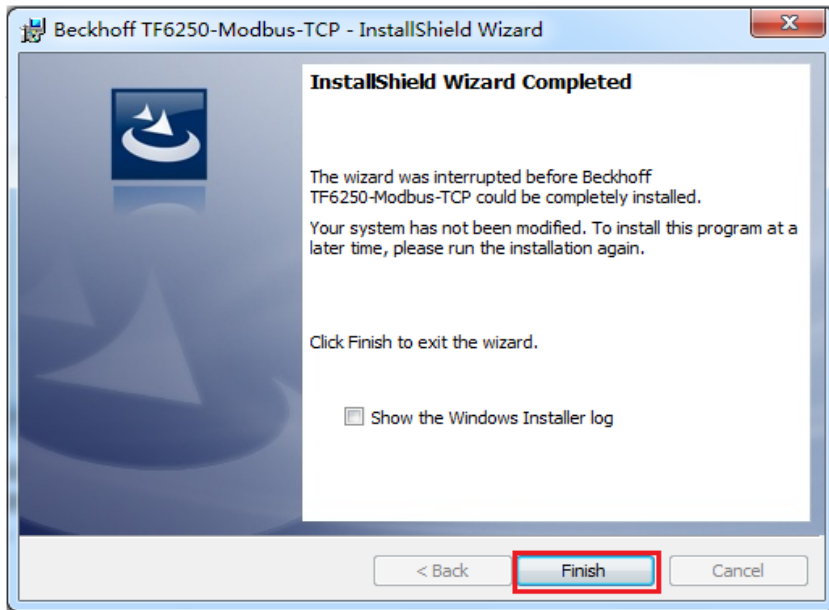 Beckhoff TF6250-Modbus-TCP - InstallShield Wizard
InstallShield Wizard Completed
The wizard was interrupted before Beckhoff
TF6250-Modbus-TCP could be completely installed.
Your system has not been modified. To install this program at a
later time, please run the installation again.
Click Finish to exit the wizard.
Show the Windows Installer log
< Back
Finish
Cancel